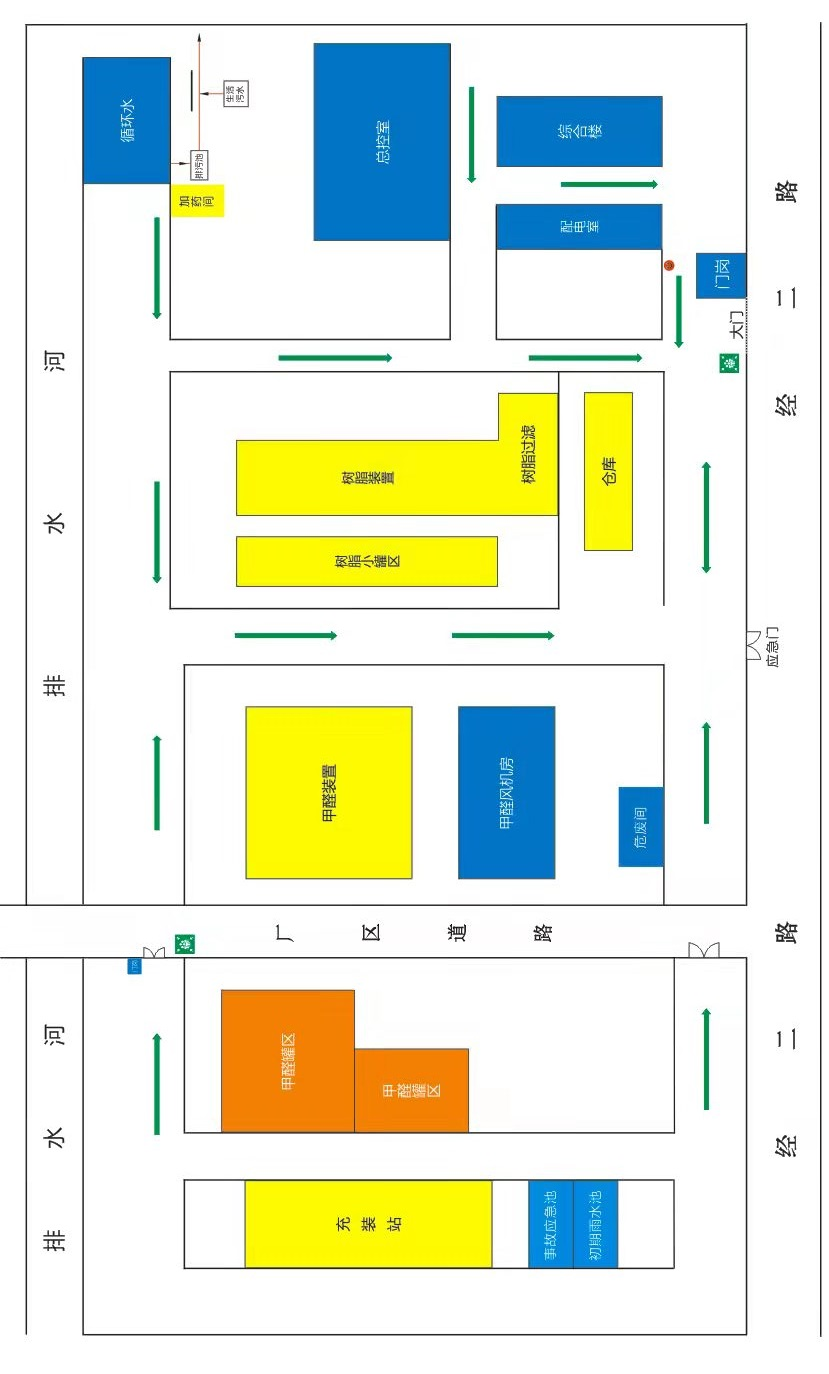 排水河
排水河
循环水
门岗
加药间
排污池
生活
污水
厂区道路
甲醛罐区
甲醛罐区
甲醛装置
充装站
树脂装置
树脂小罐区
总控室
甲醛风机房
树脂过滤
事故应急池
初期雨水池
综合楼
配电室
仓库
危废间
门岗
大门
应急门
经二路
经二路